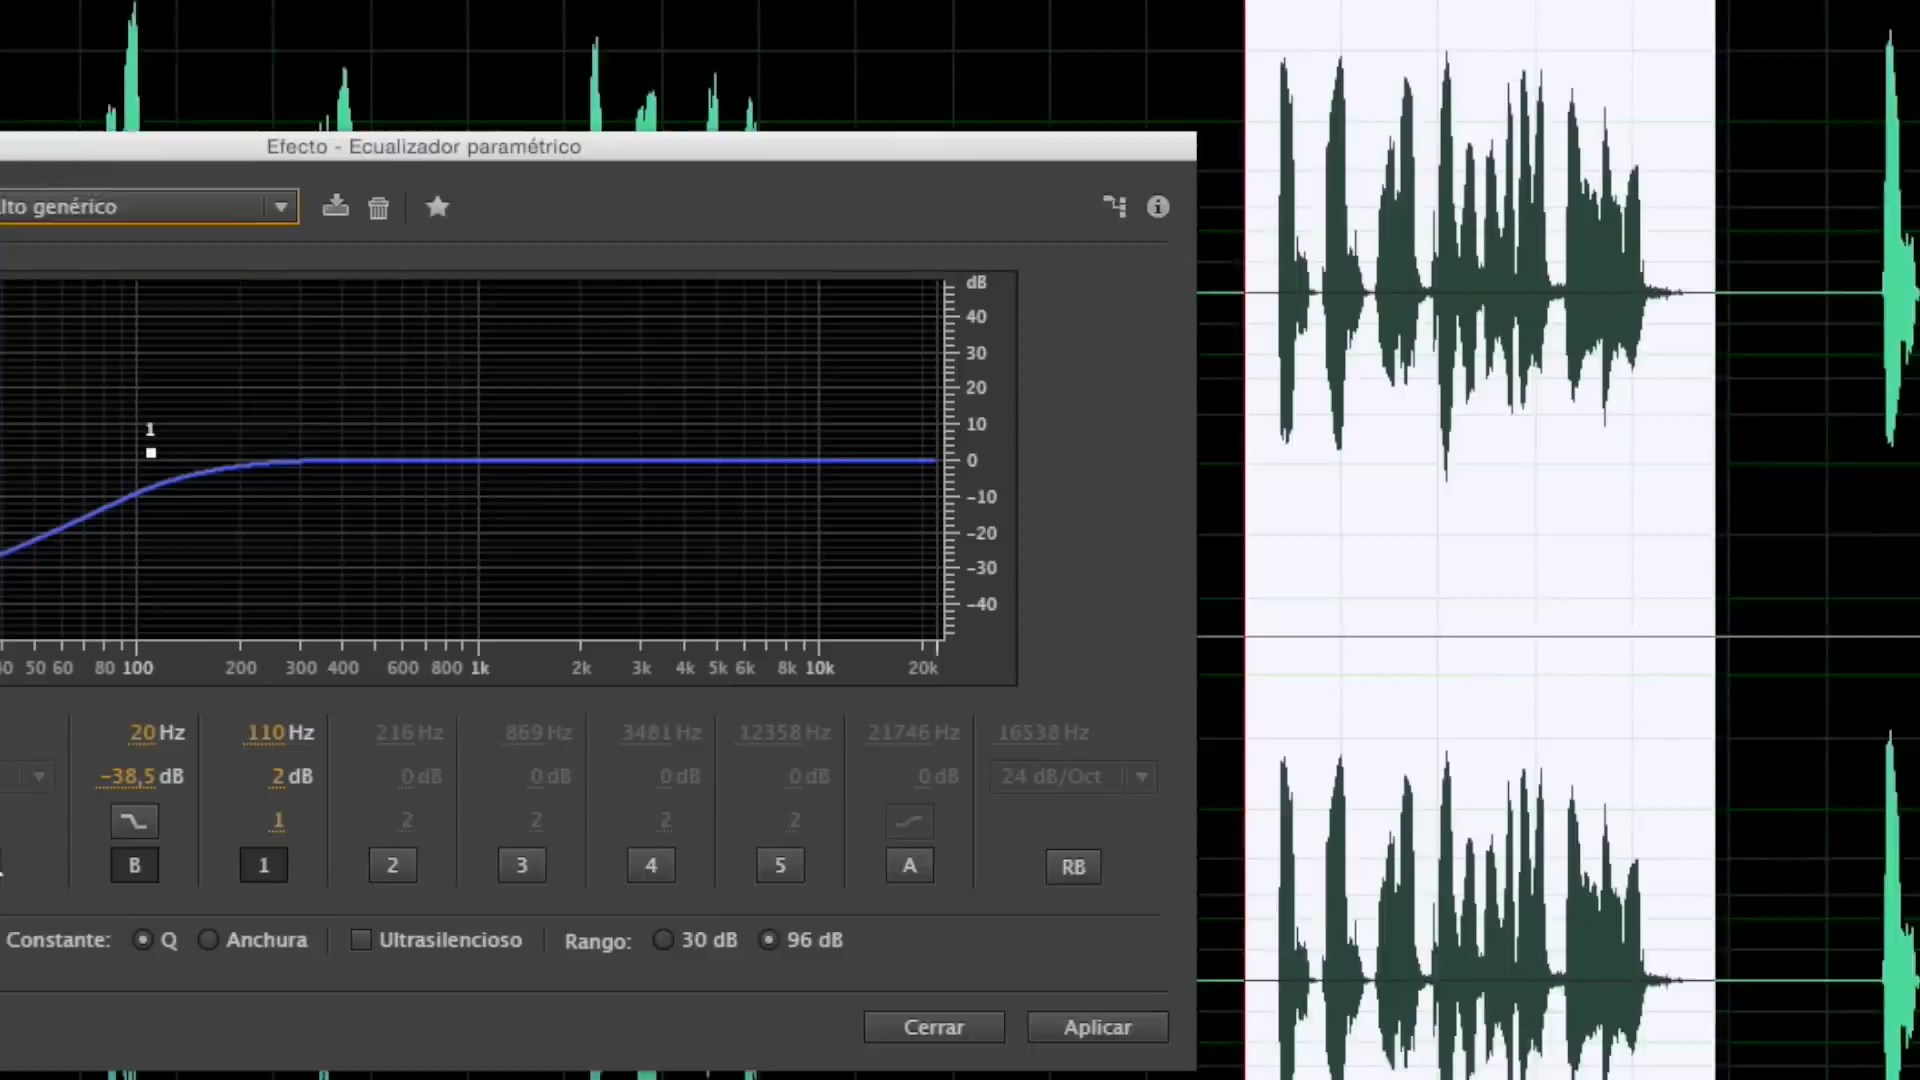 Efecto - Ecualizador paramétrico
lto genérico
dB
40
30
20
10
0
-10
-20
-30
-40
1
50 60 80 100 200 300 400 600 800 1k 2k 3k 4k 5k 6k 8k 10k 20k
20 Hz 110 Hz 216 Hz 869 Hz 3481 Hz 12358 Hz 21746 Hz 16538 Hz
-38,5 dB 2 dB 0 dB 0 dB 0 dB 0 dB 0 dB 24 dB/Oct
1 2 2 2 2
B 1 2 3 4 5 A RB
Constante: Q Anchura Ultrasilencioso Rango: 30 dB 96 dB
Cerrar Aplicar